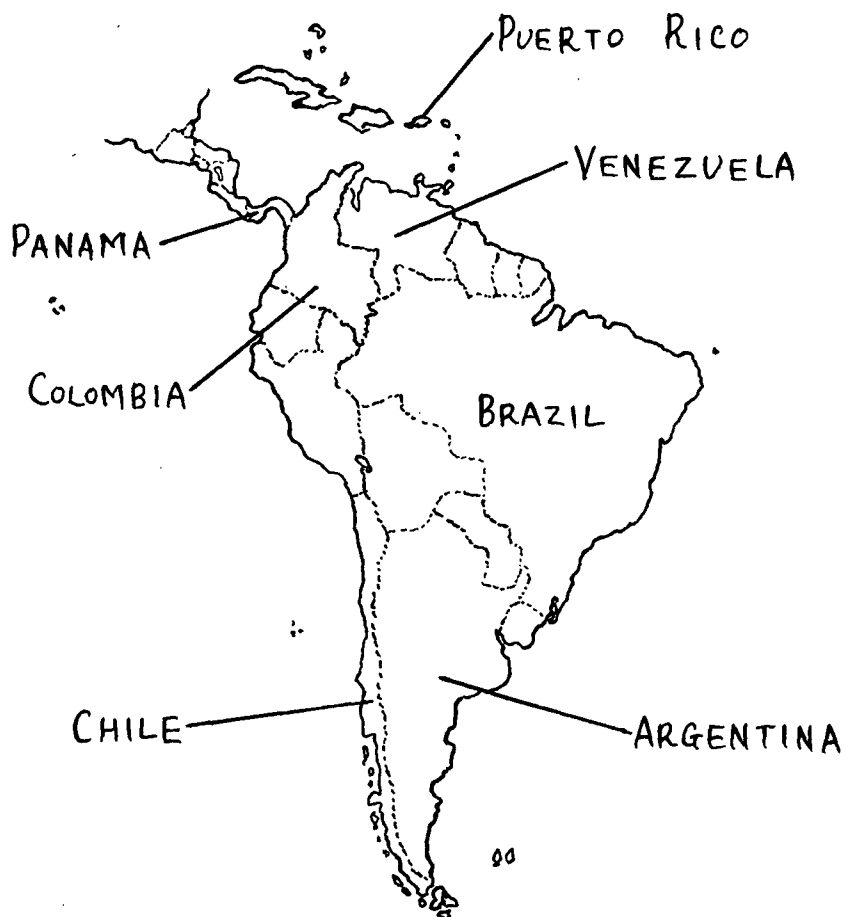 PUERTO RICO
VENEZUELA
PANAMA
COLOMBIA
BRAZIL
CHILE
ARGENTINA